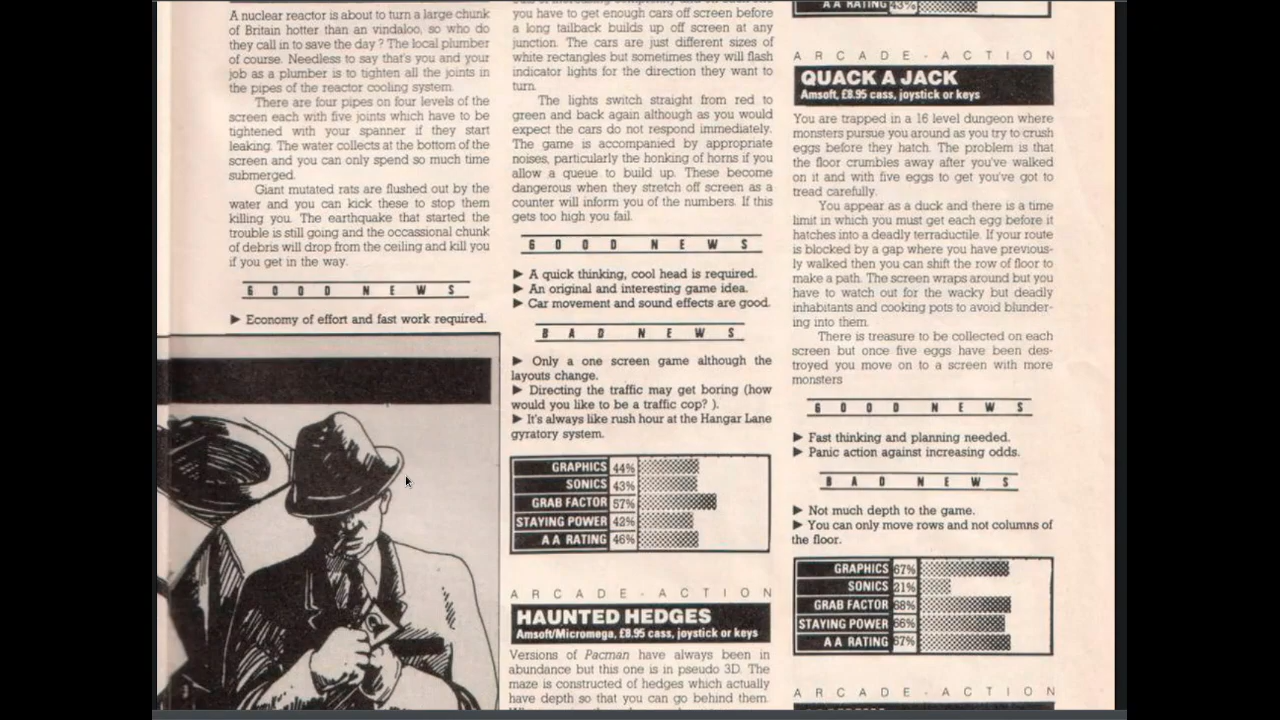 A nuclear reactor is about to turn a large chunk
of Britain hotter than an vindaloo, so who do
they call in to save the day? The local plumber
of course. Needless to say that's you and your
job as a plumber is to tighten all the joints in
the pipes of the reactor cooling system.
There are four pipes on four levels of the
screen each with five joints which have to be
tightened with your spanner if they start
leaking. The water collects at the bottom of the
screen and you can only spend so much time
submerged.
Giant mutated rats are flushed out by the
water and you can kick these to stop them
killing you. The earthquake that started the
trouble is still going and the occassional chunk
of debris will drop from the ceiling and kill you
if you get in the way.
GOOD NEWS
► Economy of effort and fast work required.
you have to get enough cars off screen before
a long tailback builds up off screen at any
junction. The cars are just different sizes of
white rectangles but sometimes they will flash
indicator lights for the direction they want to
turn.
The lights switch straight from red to
green and back again although as you would
expect the cars do not respond immediately.
The game is accompanied by appropriate
noises, particularly the honking of horns if you
allow a queue to build up. These become
dangerous when they stretch off screen as a
counter will inform you of the numbers. If this
gets too high you fail.
GOOD NEWS
► A quick thinking, cool head is required.
► An original and interesting game idea.
► Car movement and sound effects are good.
BAD NEWS
► Only a one screen game although the
layouts change.
► Directing the traffic may get boring (how
would you like to be a traffic cop? ).
► It's always like rush hour at the Hangar Lane
gyratory system.
GRAPHICS 44%
SONICS 43%
GRAB FACTOR 57%
STAYING POWER 42%
A A RATING 46%
ARCADE-ACTION
HAUNTED HEDGES
Amsoft/Micromega, £8.95 cass, joystick or keys
Versions of Pacman have always been in
abundance but this one is in pseudo 3D. The
maze is constructed of hedges which actually
have depth so that you can go behind them.
A A RATING 43%
ARCADE-ACTION
QUACK A JACK
Amsoft, £8.95 cass, joystick or keys
You are trapped in a 16 level dungeon where
monsters pursue you around as you try to crush
eggs before they hatch. The problem is that
the floor crumbles away after you've walked
on it and with five eggs to get you've got to
tread carefully.
You appear as a duck and there is a time
limit in which you must get each egg before it
hatches into a deadly terraductile. If your route
is blocked by a gap where you have previous-
ly walked then you can shift the row of floor to
make a path. The screen wraps around but you
have to watch out for the wacky but deadly
inhabitants and cooking pots to avoid blunder-
ing into them.
There is treasure to be collected on each
screen but once five eggs have been des-
troyed you move on to a screen with more
monsters
GOOD NEWS
► Fast thinking and planning needed.
► Panic action against increasing odds.
BAD NEWS
► Not much depth to the game.
► You can only move rows and not columns of
the floor.
GRAPHICS 67%
SONICS 21%
GRAB FACTOR 68%
STAYING POWER 66%
A A RATING 67%
ARCADE-ACTION